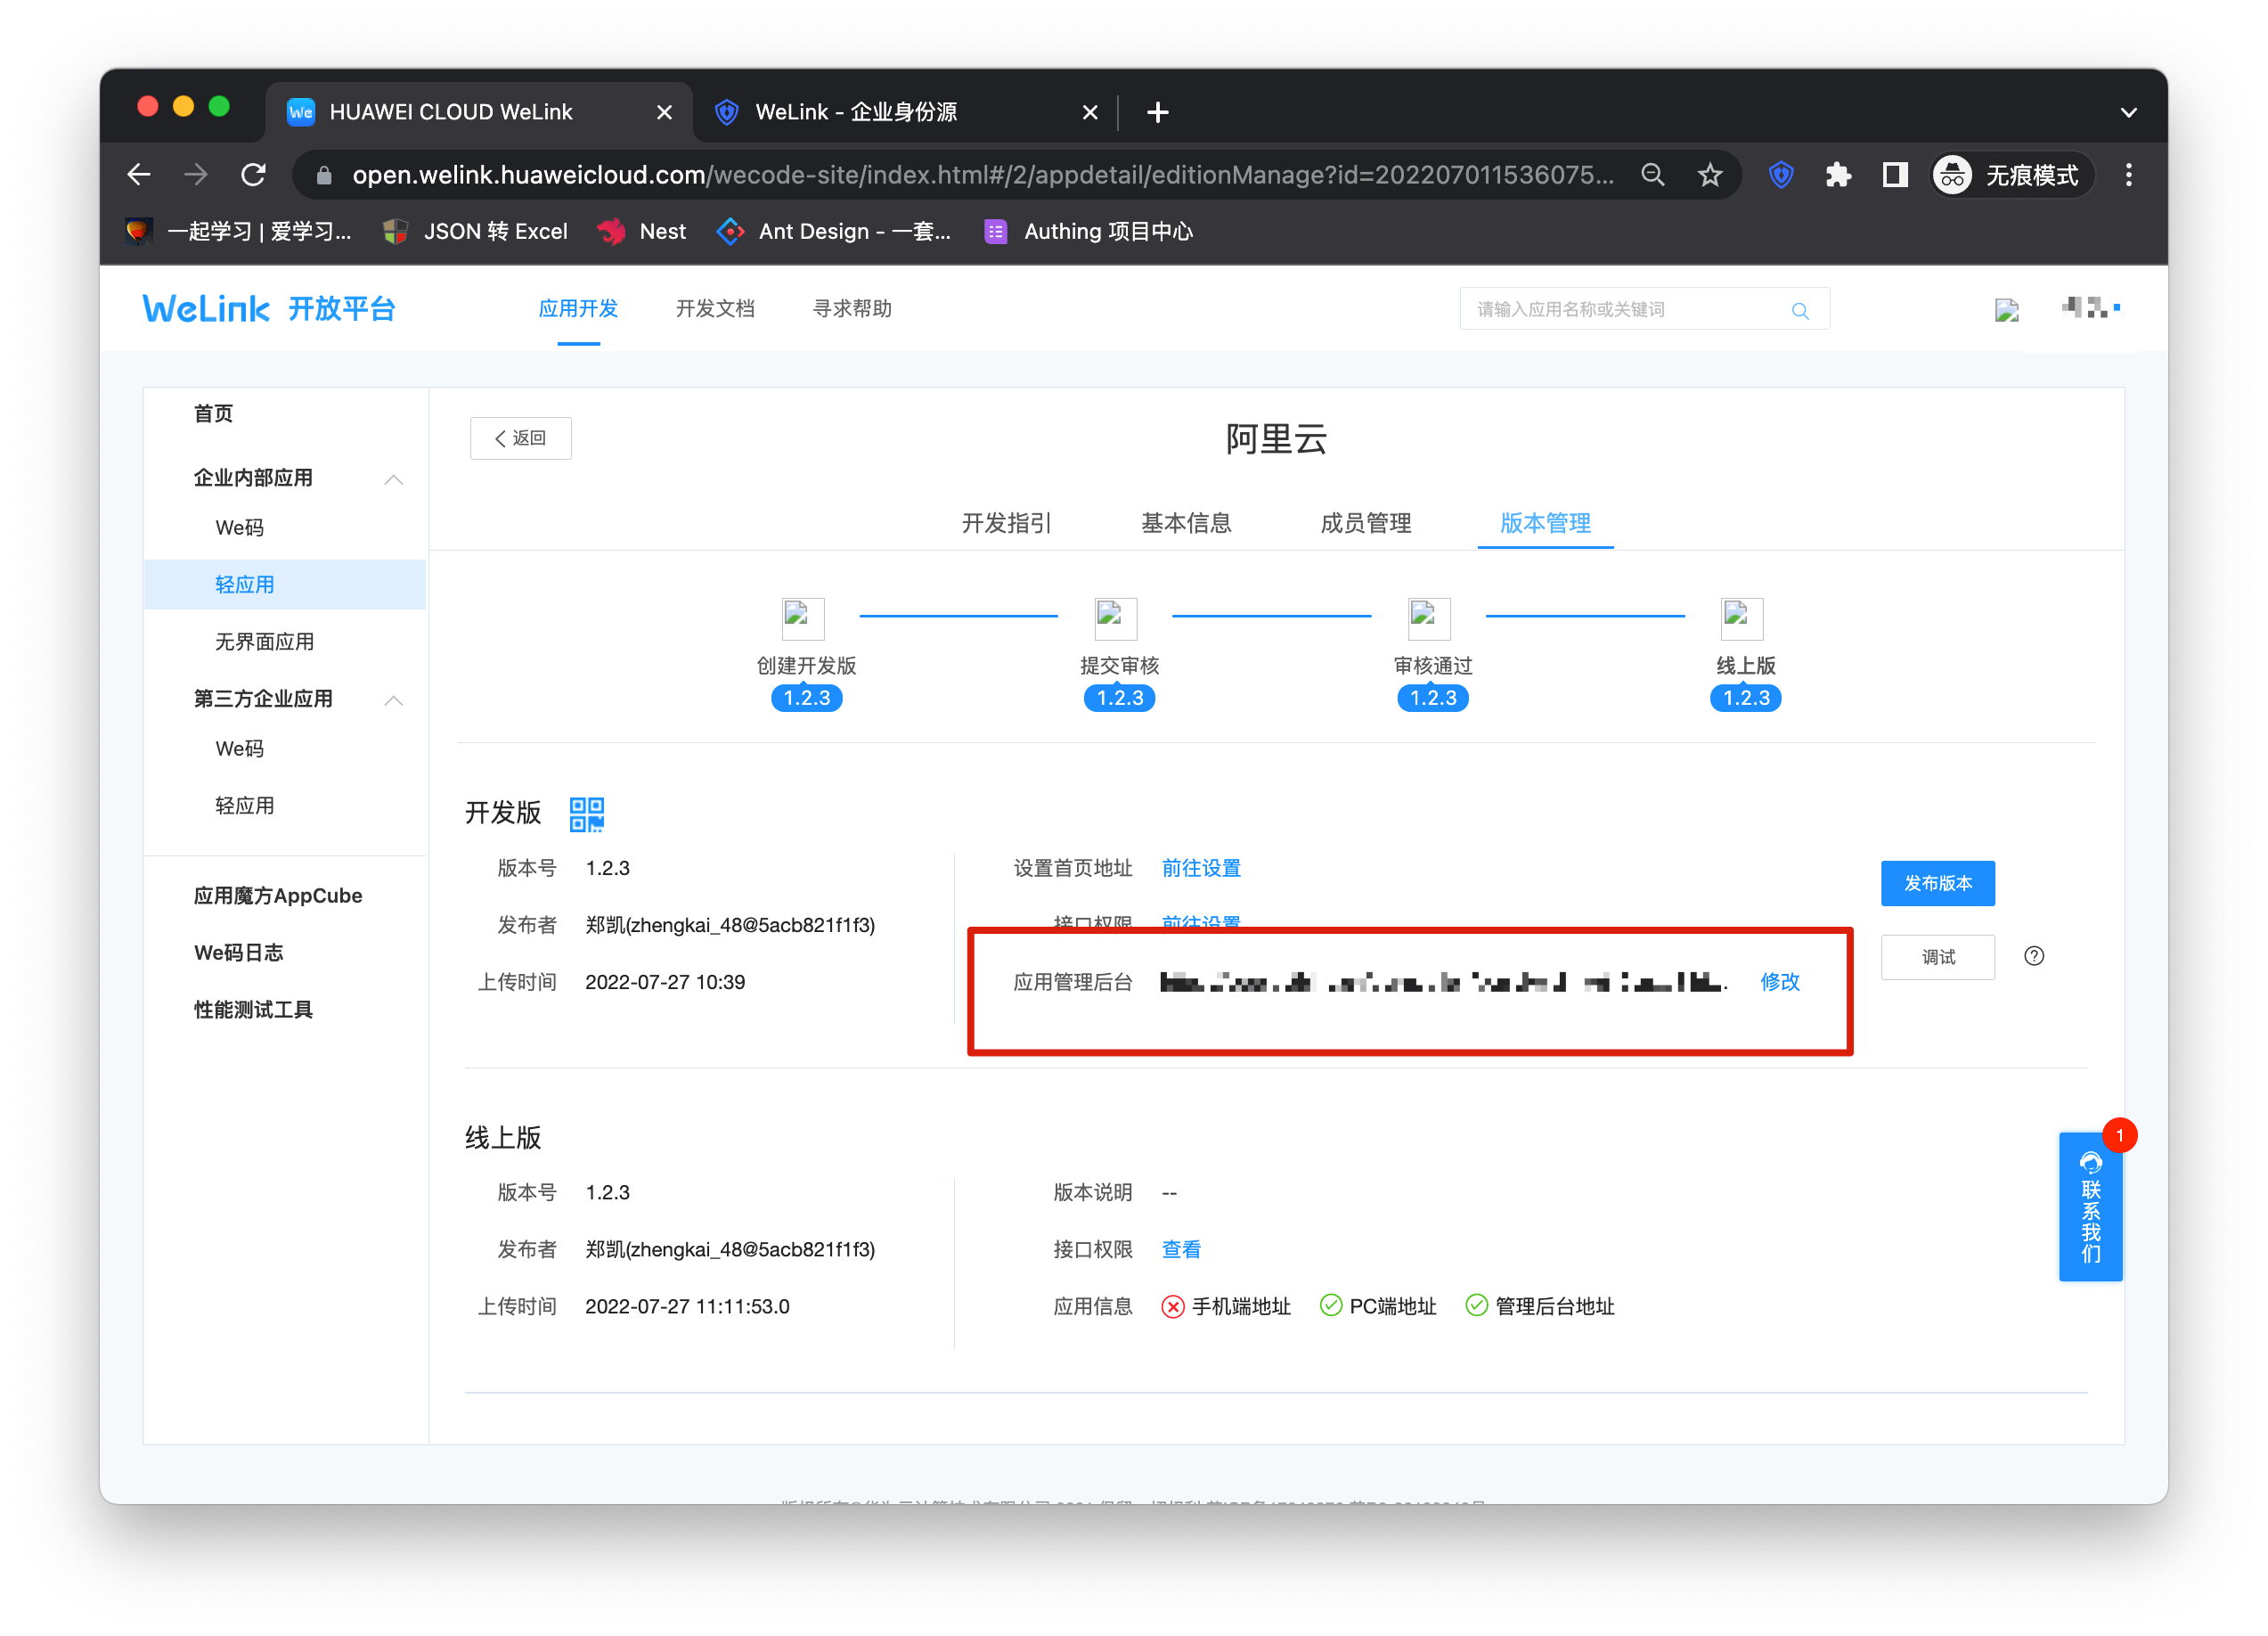 HUAWEI CLOUD WeLink
WeLink - 企业身份源
open.welink.huaweicloud.com/wecode-site/index.html#/2/appdetail/editionManage?id=202207011536075...
无痕模式
一起学习 | 爱学习...
JSON 转 Excel
Nest
Ant Design - 一套...
Authing 项目中心
WeLink 开放平台
应用开发
开发文档
寻求帮助
请输入应用名称或关键词
首页
企业内部应用
We码
轻应用
无界面应用
第三方企业应用
We码
轻应用
应用魔方AppCube
We码日志
性能测试工具
返回
阿里云
开发指引
基本信息
成员管理
版本管理
创建开发版
1.2.3
提交审核
1.2.3
审核通过
1.2.3
线上版
1.2.3
开发版
版本号 1.2.3
发布者 郑凯(zhengkai_48@5acb821f1f3)
上传时间 2022-07-27 10:39
设置首页地址 前往设置
接口权限 前往设置
应用管理后台
修改
发布版本
调试
线上版
版本号 1.2.3
发布者 郑凯(zhengkai_48@5acb821f1f3)
上传时间 2022-07-27 11:11:53.0
版本说明 --
接口权限 查看
应用信息 手机端地址 PC端地址 管理后台地址
1
联系我们